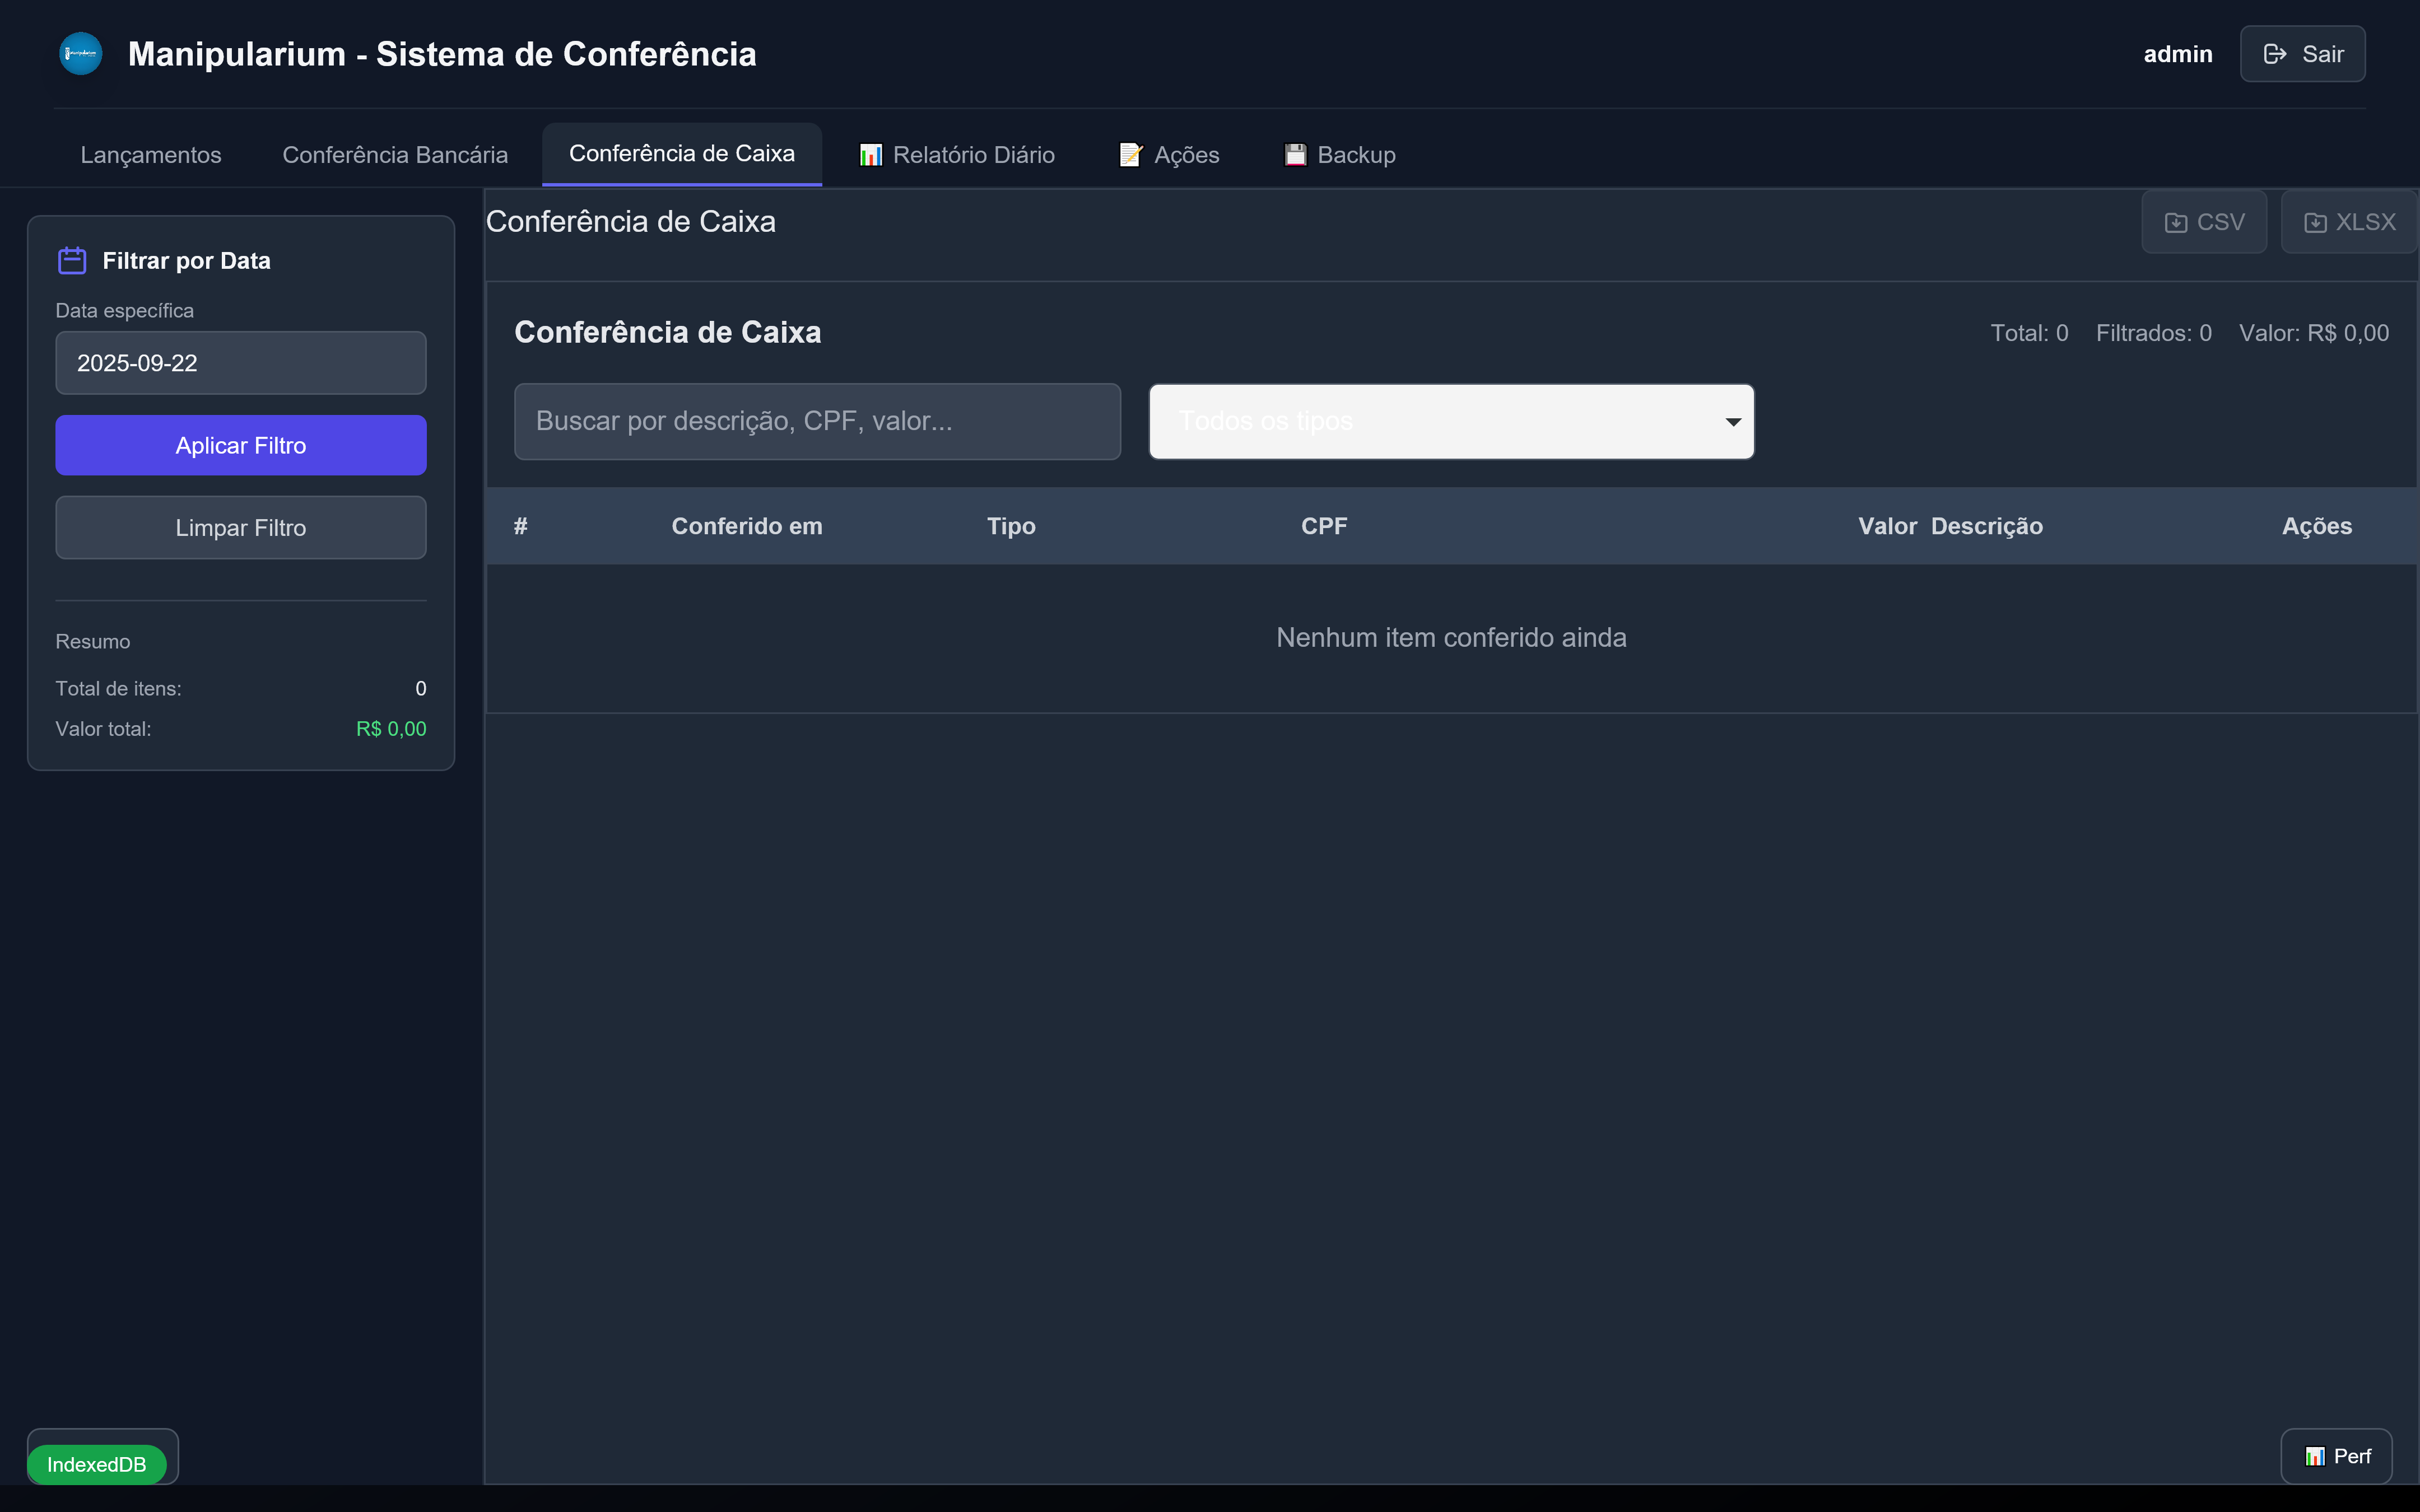 Manipularium - Sistema de Conferência
admin
Sair
Lançamentos
Conferência Bancária
Conferência de Caixa
Relatório Diário
Ações
Backup
Filtrar por Data
Data específica
2025-09-22
Aplicar Filtro
Limpar Filtro
Resumo
Total de itens: 0
Valor total: R$ 0,00
Conferência de Caixa
CSV
XLSX
Conferência de Caixa
Total: 0 Filtrados: 0 Valor: R$ 0,00
Buscar por descrição, CPF, valor...
Todos os tipos
# Conferido em Tipo CPF Valor Descrição Ações
Nenhum item conferido ainda
IndexedDB
Perf